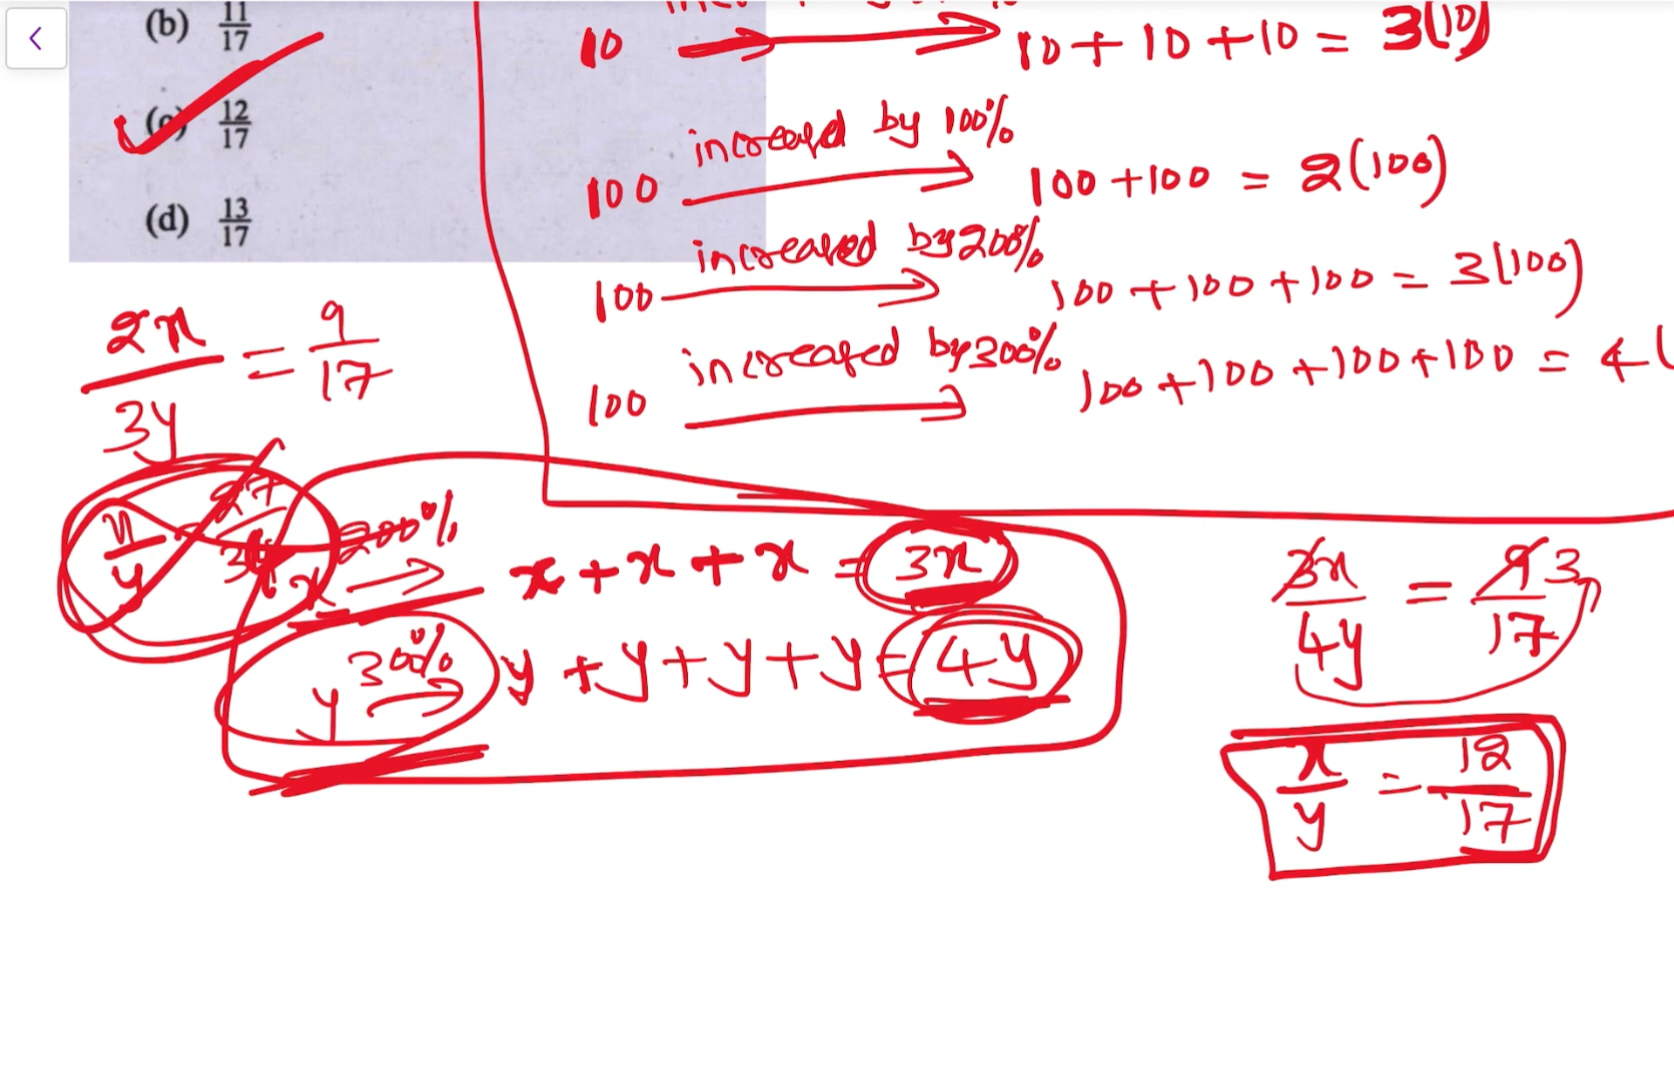 (b) 11/17
(c) 12/17
(d) 13/17
10 → 10 + 10 + 10 = 3(10)
increased by 100%
100 → 100 + 100 = 2(100)
increased by 200%
100 → 100 + 100 + 100 = 3(100)
increased by 300%
100 → 100 + 100 + 100 + 100 = 4(
2x/3y = 9/17
x/y
200%
x → x + x + x = 3x
300%
y → y + y + y + y = 4y
3x/4y = 9/17
3
x/y = 12/17